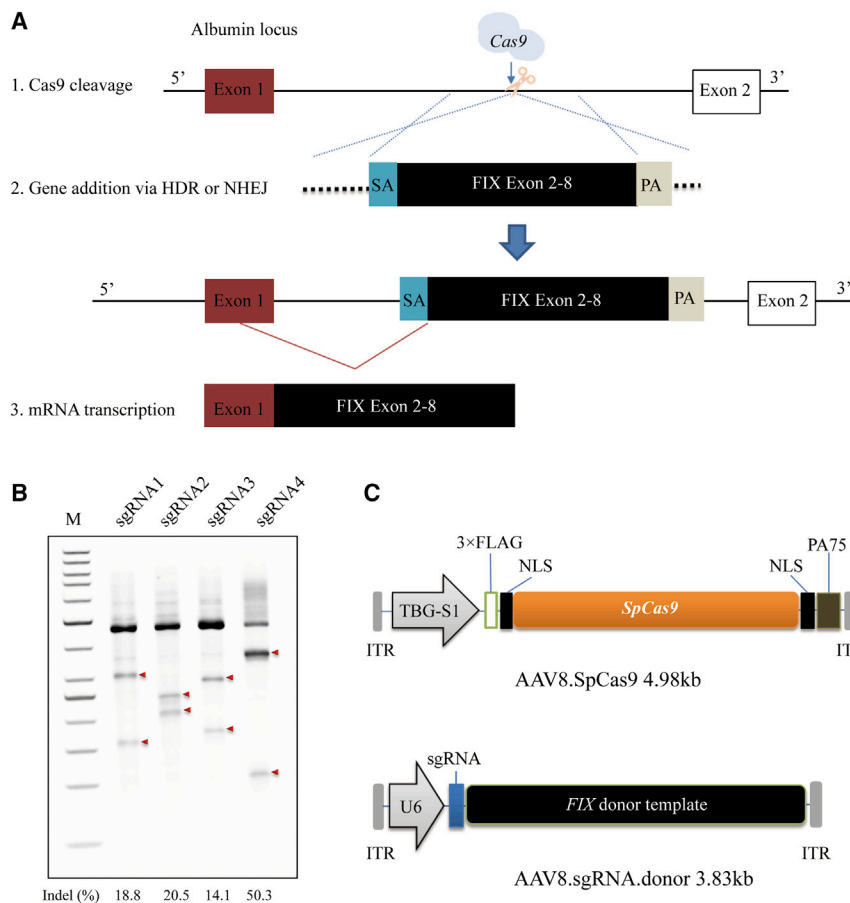 A
Albumin locus
Cas9
1. Cas9 cleavage
5’
3’
Exon 1
Exon 2
2. Gene addition via HDR or NHEJ
SA
FIX Exon 2-8
PA
5’
3’
Exon 1
SA
FIX Exon 2-8
PA
Exon 2
3. mRNA transcription
Exon 1
FIX Exon 2-8
B
M
sgRNA1
sgRNA2
sgRNA3
sgRNA4
Indel (%) 18.8 20.5 14.1 50.3
C
3×FLAG
PA75
NLS
NLS
TBG-S1
SpCas9
ITR
IT
AAV8.SpCas9 4.98kb
sgRNA
U6
FIX donor template
ITR
ITR
AAV8.sgRNA.donor 3.83kb